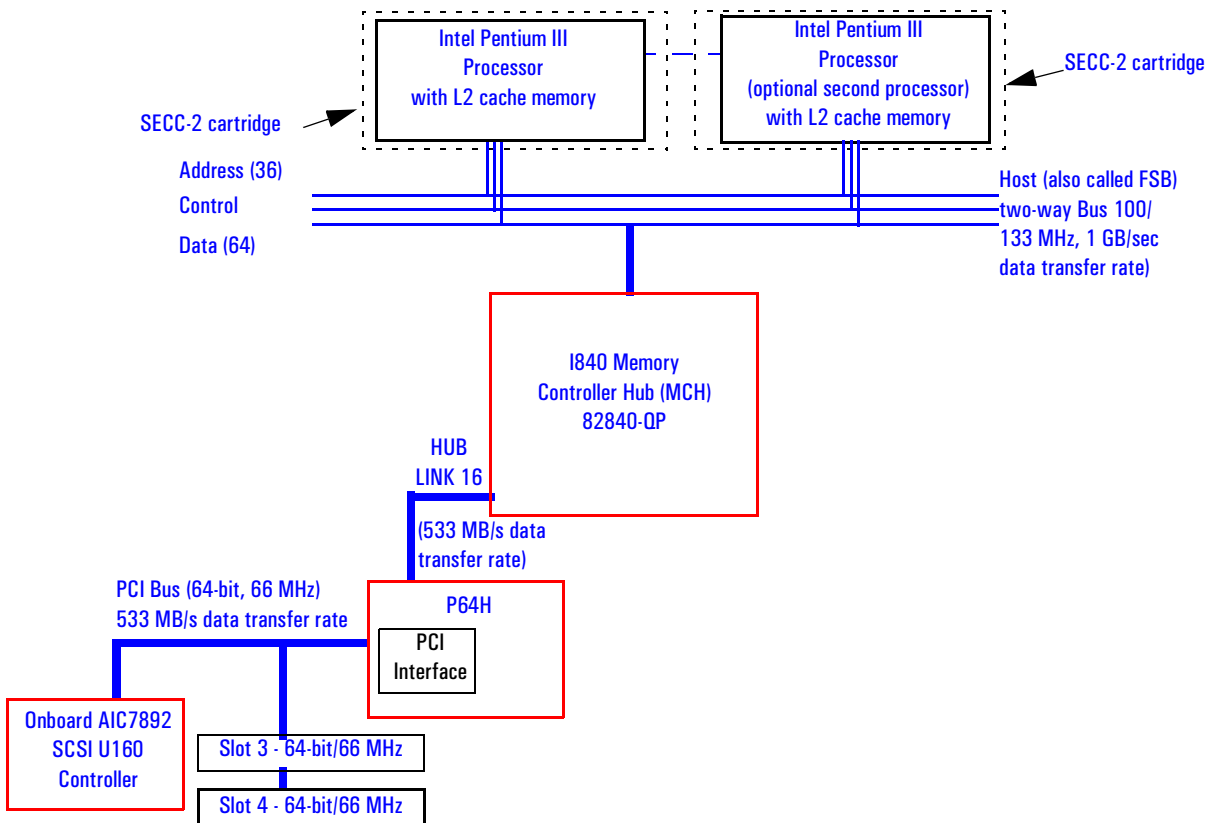 Intel Pentium III
Processor
with L2 cache memory
Intel Pentium III
Processor
(optional second processor)
with L2 cache memory
SECC-2 cartridge
SECC-2 cartridge
Address (36)
Control
Data (64)
Host (also called FSB)
two-way Bus 100/
133 MHz, 1 GB/sec
data transfer rate)
I840 Memory
Controller Hub (MCH)
82840-QP
HUB
LINK 16
(533 MB/s data
transfer rate)
PCI Bus (64-bit, 66 MHz)
533 MB/s data transfer rate
P64H
PCI
Interface
Onboard AIC7892
SCSI U160
Controller
Slot 3 - 64-bit/66 MHz
Slot 4 - 64-bit/66 MHz